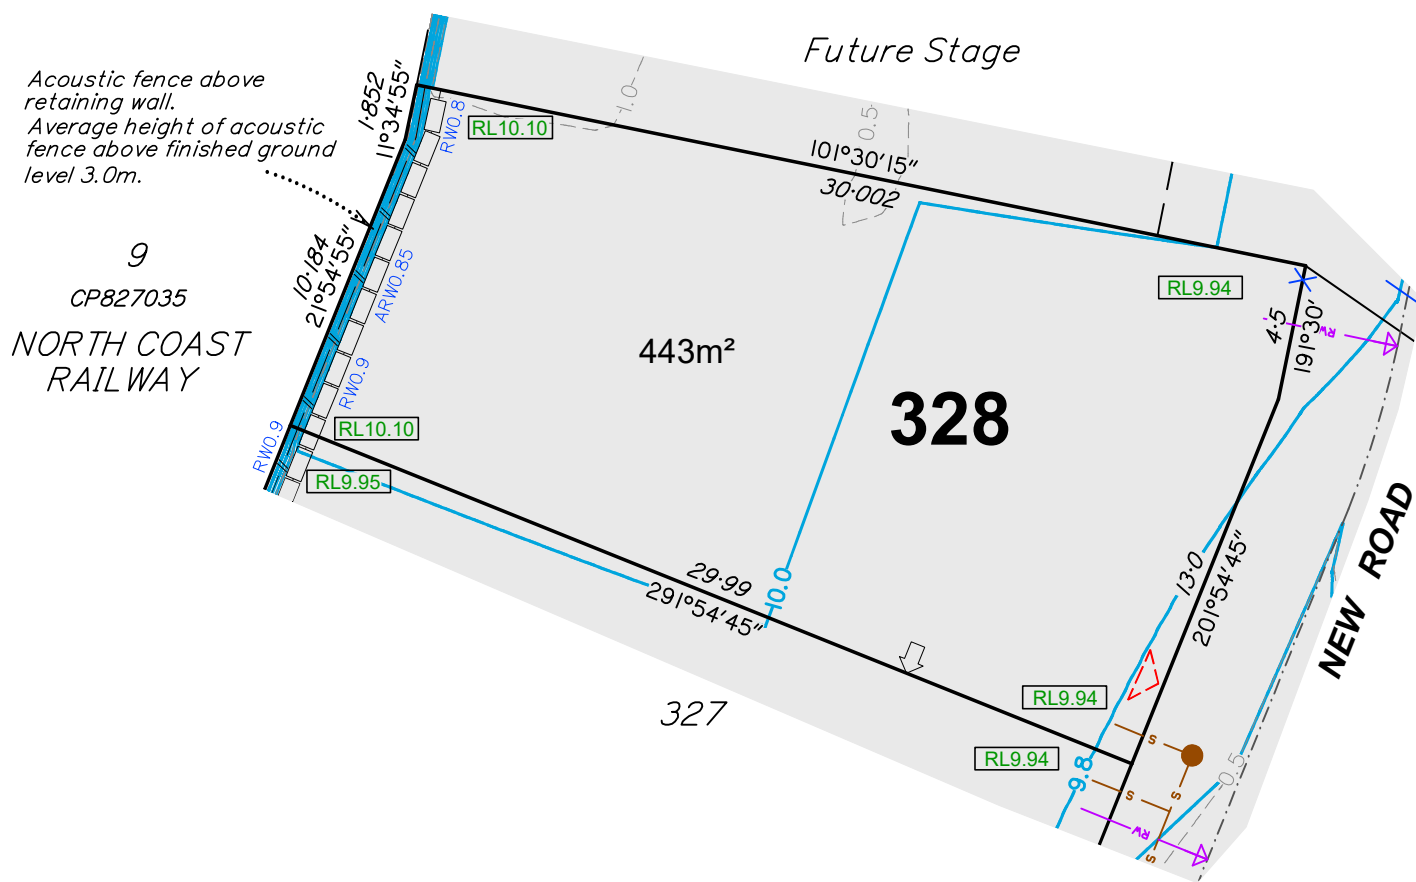 Future Stage
Acoustic fence above
retaining wall.
Average height of acoustic
fence above finished ground
level 3.0m.
1·852
11°34'55"
RW0.8
RL10.10
1.0
0.5
101°30'15"
30·002
9
CP827035
NORTH COAST
RAILWAY
10·184
21°54'55"
ARW0.85
RW0.9
RW0.9
RL10.10
RL9.95
443m²
328
RL9.94
4·5
191°30'
RW
29·99
291°54'45"
10.0
13·0
201°54'45"
NEW ROAD
327
RL9.94
RL9.94
9.8
S
S
S
S
RW
0.5